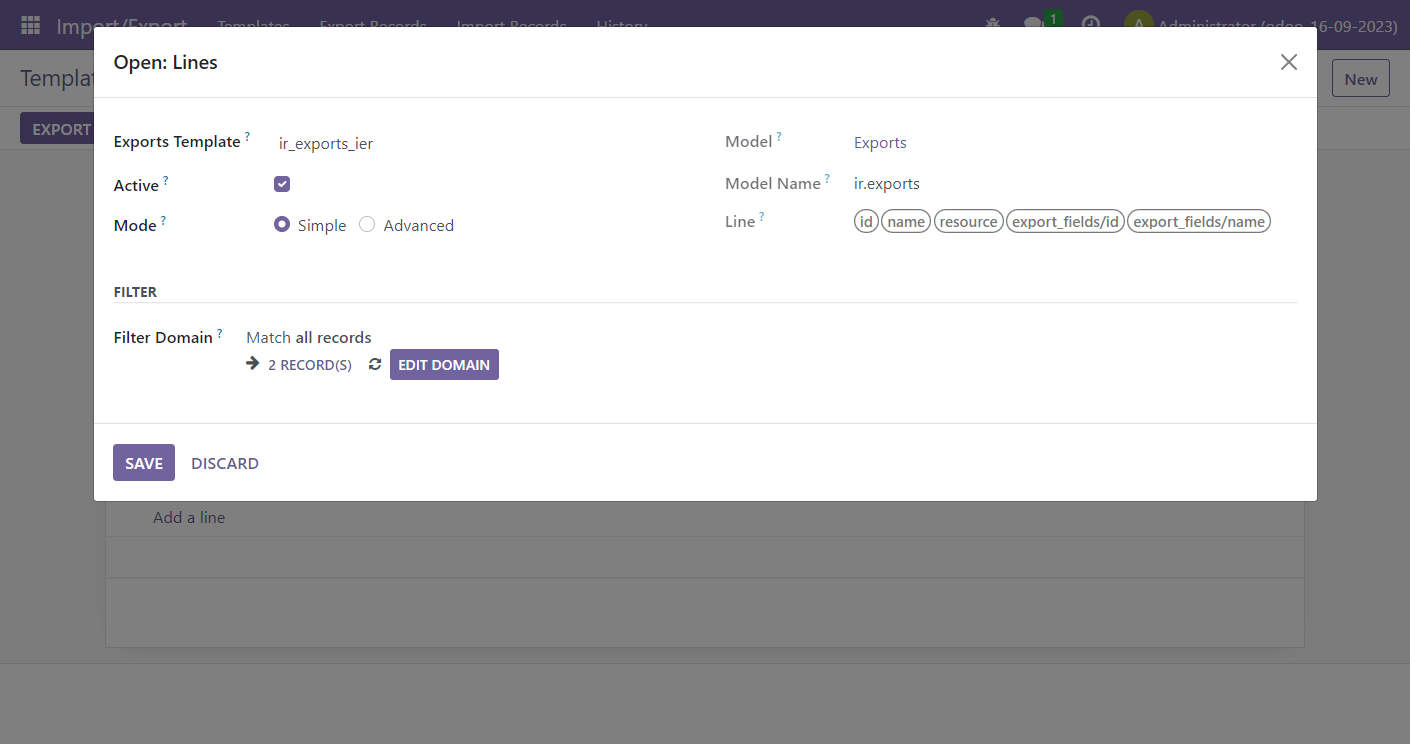 Import/Export Templates Export Records Import Records History 1 A Administrator (odoo-16-09-2023)
Open: Lines
New
EXPORT
Exports Template ? ir_exports_ier
Model ? Exports
Active ?
Model Name ? ir.exports
Mode ? Simple Advanced
Line ? id name resource export_fields/id export_fields/name
FILTER
Filter Domain ? Match all records
2 RECORD(S) EDIT DOMAIN
SAVE DISCARD
Add a line